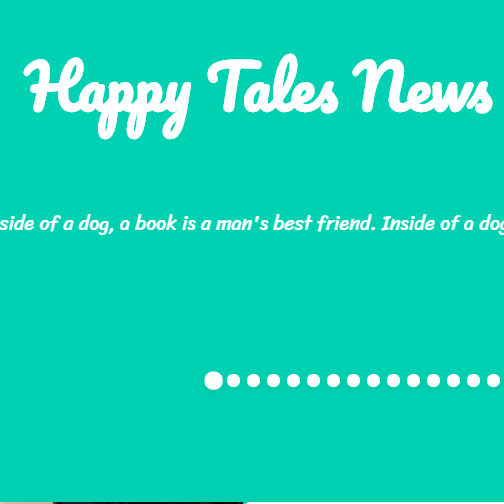 Happy Tales News
side of a dog, a book is a man's best friend. Inside of a dog